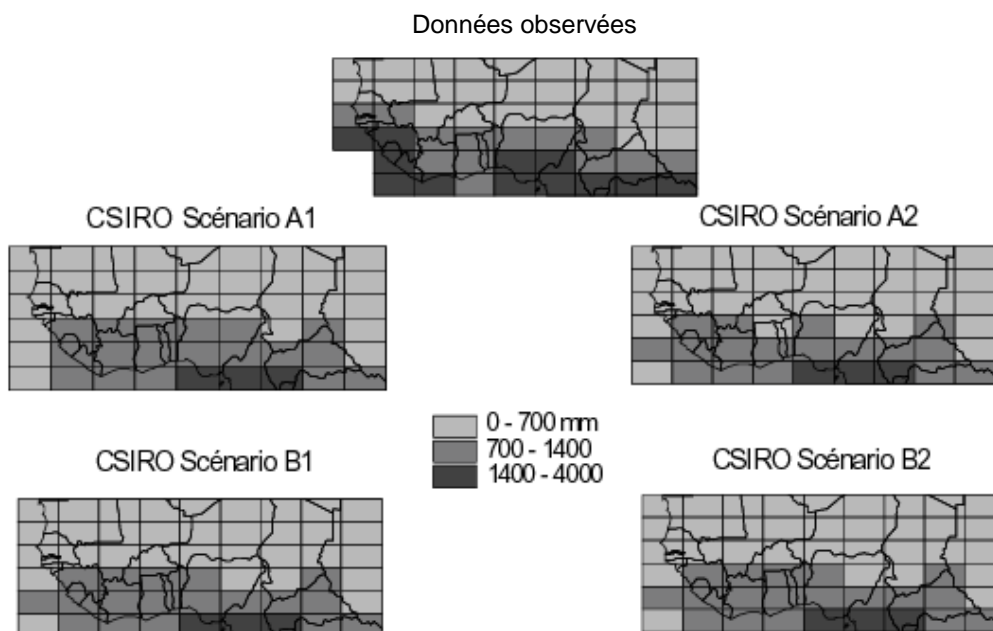 Données observées
CSIRO Scénario A1
CSIRO Scénario A2
0 - 700 mm
700 - 1400
1400 - 4000
CSIRO Scénario B1
CSIRO Scénario B2